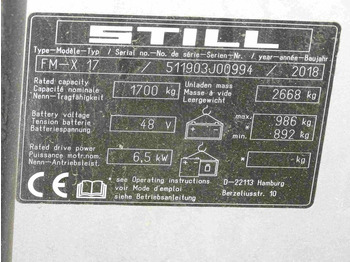 STILL
Type-Modèle-Typ / Serial no.-No. de série-Serien-Nr. / year-année-Baujahr
FM-X 17 / 511903J00994 / 2018
Rated capacity
Capacité nominale
Nenn-Tragfähigkeit
1700 kg
Unladen mass
Masse à vide
Leergewicht
2668 kg
Battery voltage
Tension batterie
Batteriespannung
48 V
max. 986 kg
min. 892 kg
*
Rated drive power
Puissance motr.nom.
Nenn-Antriebsleist.
6,5 kW
* -kg
CE
* see Operating instructions
voir Mode d'emploi
siehe Betriebsanleitung
D-22113 Hamburg
Berzeliusstr. 10